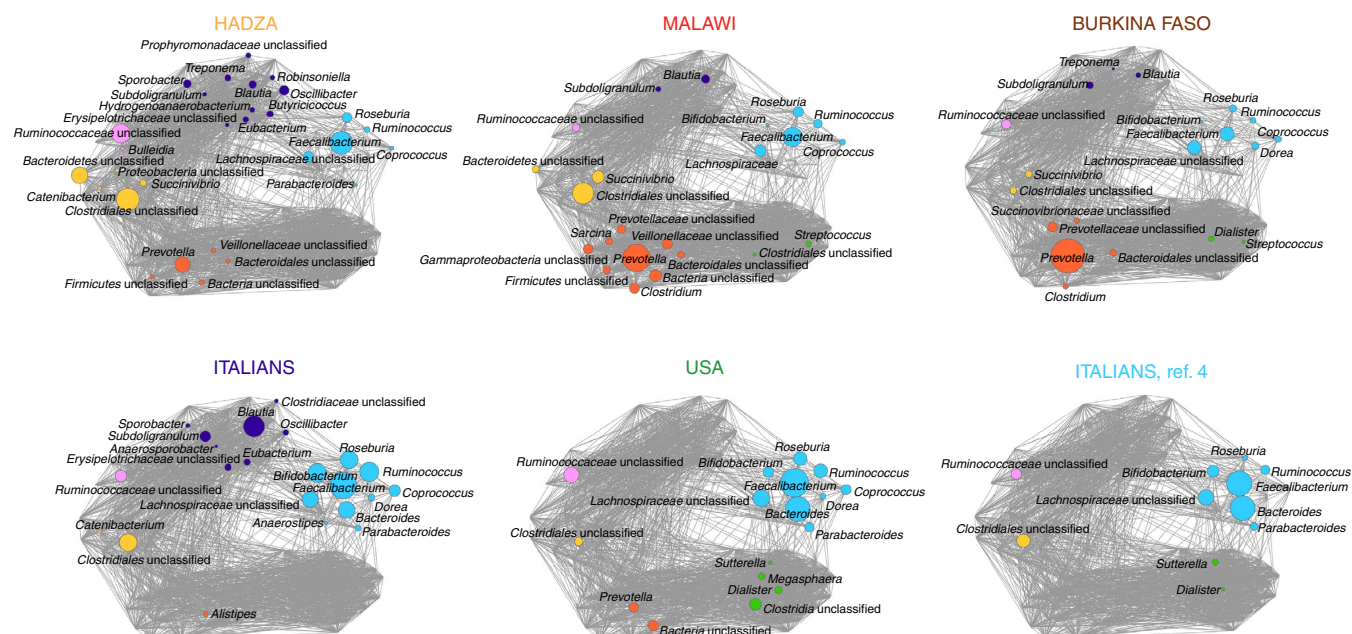 HADZA
Prophyromonadaceae unclassified
Treponema
Sporobacter
Robinsoniella
Subdoligranulum
Blautia
Oscillibacter
Hydrogenoanaerobacterium
Butyricicoccus
Erysipelotrichaceae unclassified
Eubacterium
Roseburia
Ruminococcaceae unclassified
Ruminococcus
Faecalibacterium
Bulleidia
Coprococcus
Bacteroidetes unclassified
Lachnospiraceae unclassified
Proteobacteria unclassified
Succinivibrio
Parabacteroides
Catenibacterium
Clostridiales unclassified
Prevotella
Veillonellaceae unclassified
Bacteroidales unclassified
Firmicutes unclassified
Bacteria unclassified
MALAWI
Blautia
Subdoligranulum
Roseburia
Ruminococcaceae unclassified
Bifidobacterium
Ruminococcus
Faecalibacterium
Coprococcus
Bacteroidetes unclassified
Lachnospiraceae
Succinivibrio
Clostridiales unclassified
Prevotellaceae unclassified
Sarcina
Veillonellaceae unclassified
Streptococcus
Clostridiales unclassified
Gammaproteobacteria unclassified
Prevotella
Bacteroidales unclassified
Firmicutes unclassified
Bacteria unclassified
Clostridium
BURKINA FASO
Treponema
Blautia
Subdoligranulum
Roseburia
Ruminococcaceae unclassified
Bifidobacterium
Ruminococcus
Faecalibacterium
Coprococcus
Dorea
Lachnospiraceae unclassified
Succinivibrio
Clostridiales unclassified
Succinovibrionaceae unclassified
Prevotellaceae unclassified
Dialister
Streptococcus
Prevotella
Bacteroidales unclassified
Clostridium
ITALIANS
Clostridiaceae unclassified
Blautia
Sporobacter
Oscillibacter
Subdoligranulum
Anaerosporobacter
Eubacterium
Roseburia
Erysipelotrichaceae unclassified
Bifidobacterium
Ruminococcus
Ruminococcaceae unclassified
Faecalibacterium
Coprococcus
Lachnospiraceae unclassified
Dorea
Bacteroides
Catenibacterium
Anaerostipes
Parabacteroides
Clostridiales unclassified
Alistipes
USA
Roseburia
Ruminococcaceae unclassified
Bifidobacterium
Ruminococcus
Faecalibacterium
Coprococcus
Lachnospiraceae unclassified
Dorea
Bacteroides
Clostridiales unclassified
Parabacteroides
Sutterella
Megasphaera
Dialister
Prevotella
Clostridia unclassified
Bacteria unclassified
ITALIANS, ref. 4
Roseburia
Ruminococcaceae unclassified
Bifidobacterium
Ruminococcus
Faecalibacterium
Lachnospiraceae unclassified
Bacteroides
Clostridiales unclassified
Parabacteroides
Sutterella
Dialister